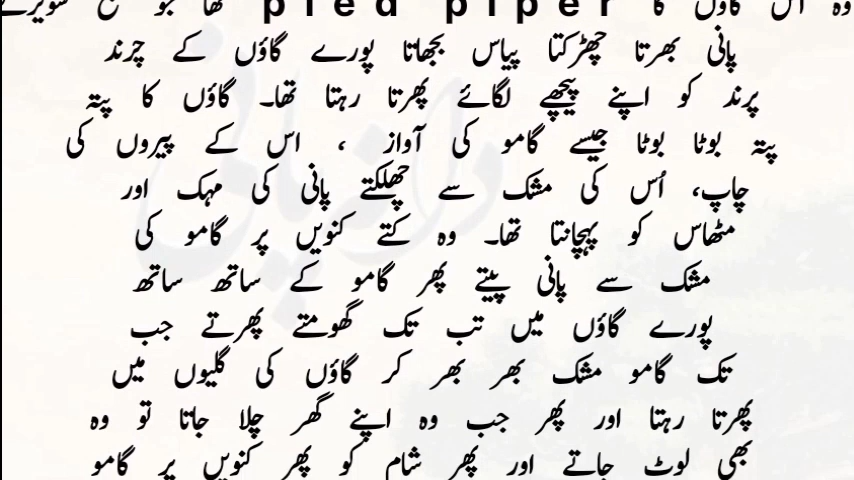 وہ اس گاؤں کا pied piper تھا جو صبح سویرے
پانی بھرتا چھڑکتا پیاس بجھاتا پورے گاؤں کے چرند
پرند کو اپنے پیچھے لگائے پھرتا رہتا تھا۔ گاؤں کا پتہ
پتہ بوٹا بوٹا جیسے گامو کی آواز ، اس کے پیروں کی
چاپ، اُس کی مشک سے چھلکتے پانی کی مہک اور
مٹھاس کو پہچانتا تھا۔ وہ کتے کنویں پر گامو کی
مشک سے پانی پیتے پھر گامو کے ساتھ ساتھ
پورے گاؤں میں تب تک گھومتے پھرتے جب
تک گامو مشک بھر بھر کر گاؤں کی گلیوں میں
پھرتا رہتا اور پھر جب وہ اپنے گھر چلا جاتا تو وہ
بھی لوٹ جاتے اور پھر شام کو پھر کنویں پر گامو
دانہ پانی